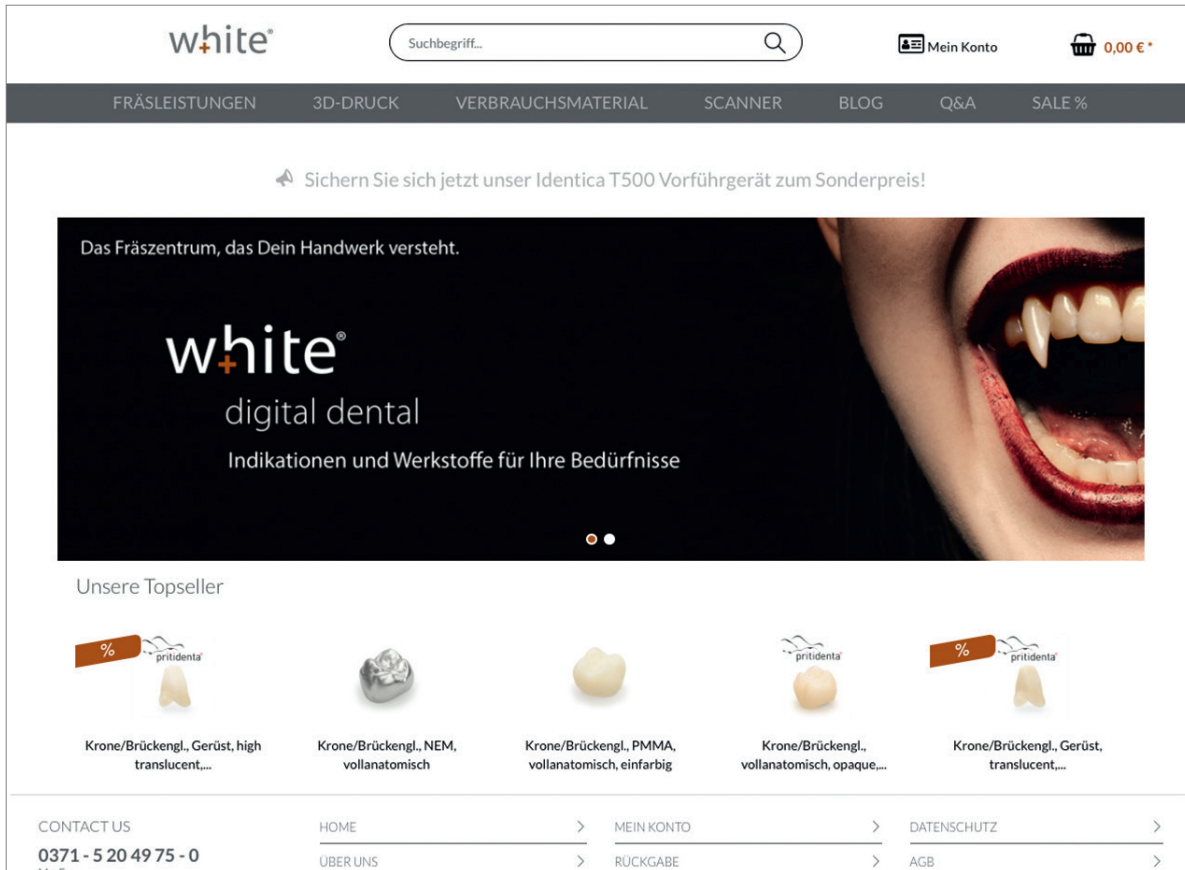 white®
Suchbegriff...
Mein Konto
0,00 € *
FRÄSLEISTUNGEN 3D-DRUCK VERBRAUCHSMATERIAL SCANNER BLOG Q&A SALE %
Sichern Sie sich jetzt unser Identica T500 Vorführgerät zum Sonderpreis!
Das Fräszentrum, das Dein Handwerk versteht.
white®
digital dental
Indikationen und Werkstoffe für Ihre Bedürfnisse
Unsere Topseller
%
pritidenta®
Krone/Brückengl., Gerüst, high
translucent,...
Krone/Brückengl., NEM,
vollanatomisch
Krone/Brückengl., PMMA,
vollanatomisch, einfarbig
pritidenta®
Krone/Brückengl.,
vollanatomisch, opaque,...
%
pritidenta®
Krone/Brückengl., Gerüst,
translucent,...
CONTACT US
0371 - 5 20 49 75 - 0
HOME
ÜBER UNS
MEIN KONTO
RÜCKGABE
DATENSCHUTZ
AGB